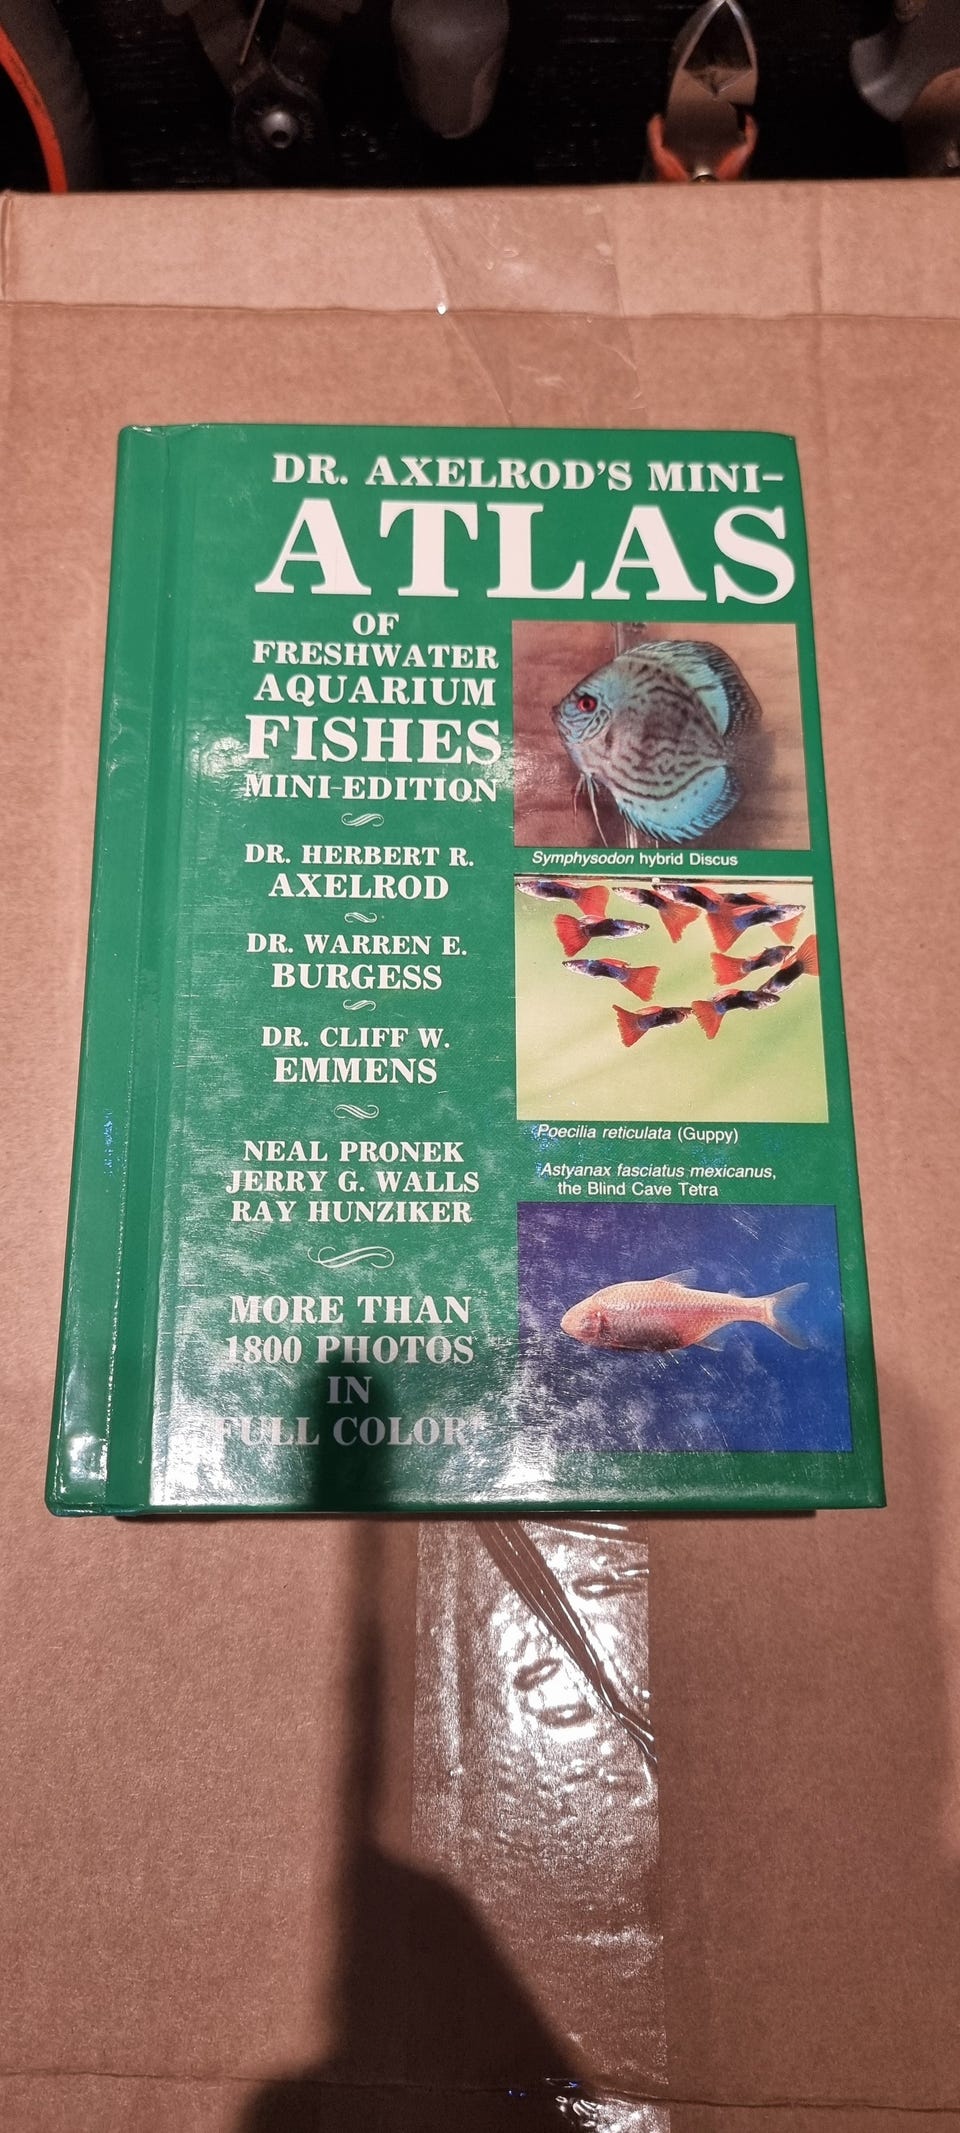 DR. AXELROD'S MINI-
ATLAS
OF
FRESHWATER
AQUARIUM
FISHES
MINI-EDITION
DR. HERBERT R.
AXELROD
DR. WARREN E.
BURGESS
DR. CLIFF W.
EMMENS
NEAL PRONEK
JERRY G. WALLS
RAY HUNZIKER
MORE THAN
1800 PHOTOS
IN
FULL COLOR
Symphysodon hybrid Discus
Poecilia reticulata (Guppy)
Astyanax fasciatus mexicanus,
the Blind Cave Tetra